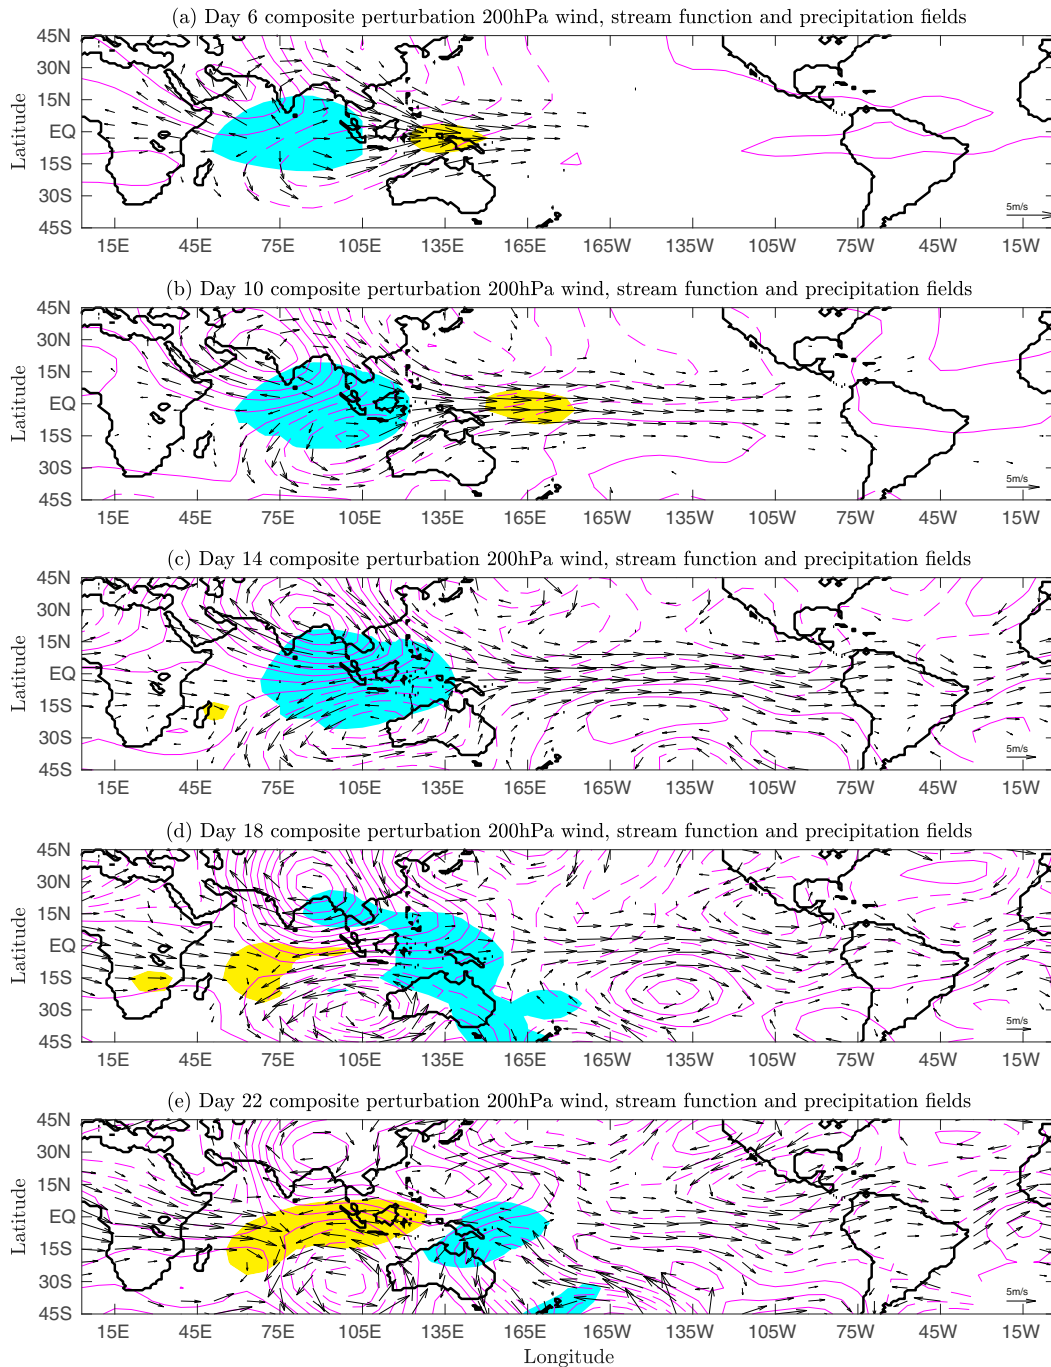 (a) Day 6 composite perturbation 200hPa wind, stream function and precipitation fields
45N
30N
15N
EQ
15S
30S
45S
Latitude
5m/s
15E 45E 75E 105E 135E 165E 165W 135W 105W 75W 45W 15W
(b) Day 10 composite perturbation 200hPa wind, stream function and precipitation fields
45N
30N
15N
EQ
15S
30S
45S
Latitude
5m/s
15E 45E 75E 105E 135E 165E 165W 135W 105W 75W 45W 15W
(c) Day 14 composite perturbation 200hPa wind, stream function and precipitation fields
45N
30N
15N
EQ
15S
30S
45S
Latitude
5m/s
15E 45E 75E 105E 135E 165E 165W 135W 105W 75W 45W 15W
(d) Day 18 composite perturbation 200hPa wind, stream function and precipitation fields
45N
30N
15N
EQ
15S
30S
45S
Latitude
5m/s
15E 45E 75E 105E 135E 165E 165W 135W 105W 75W 45W 15W
(e) Day 22 composite perturbation 200hPa wind, stream function and precipitation fields
45N
30N
15N
EQ
15S
30S
45S
Latitude
5m/s
15E 45E 75E 105E 135E 165E 165W 135W 105W 75W 45W 15W
Longitude